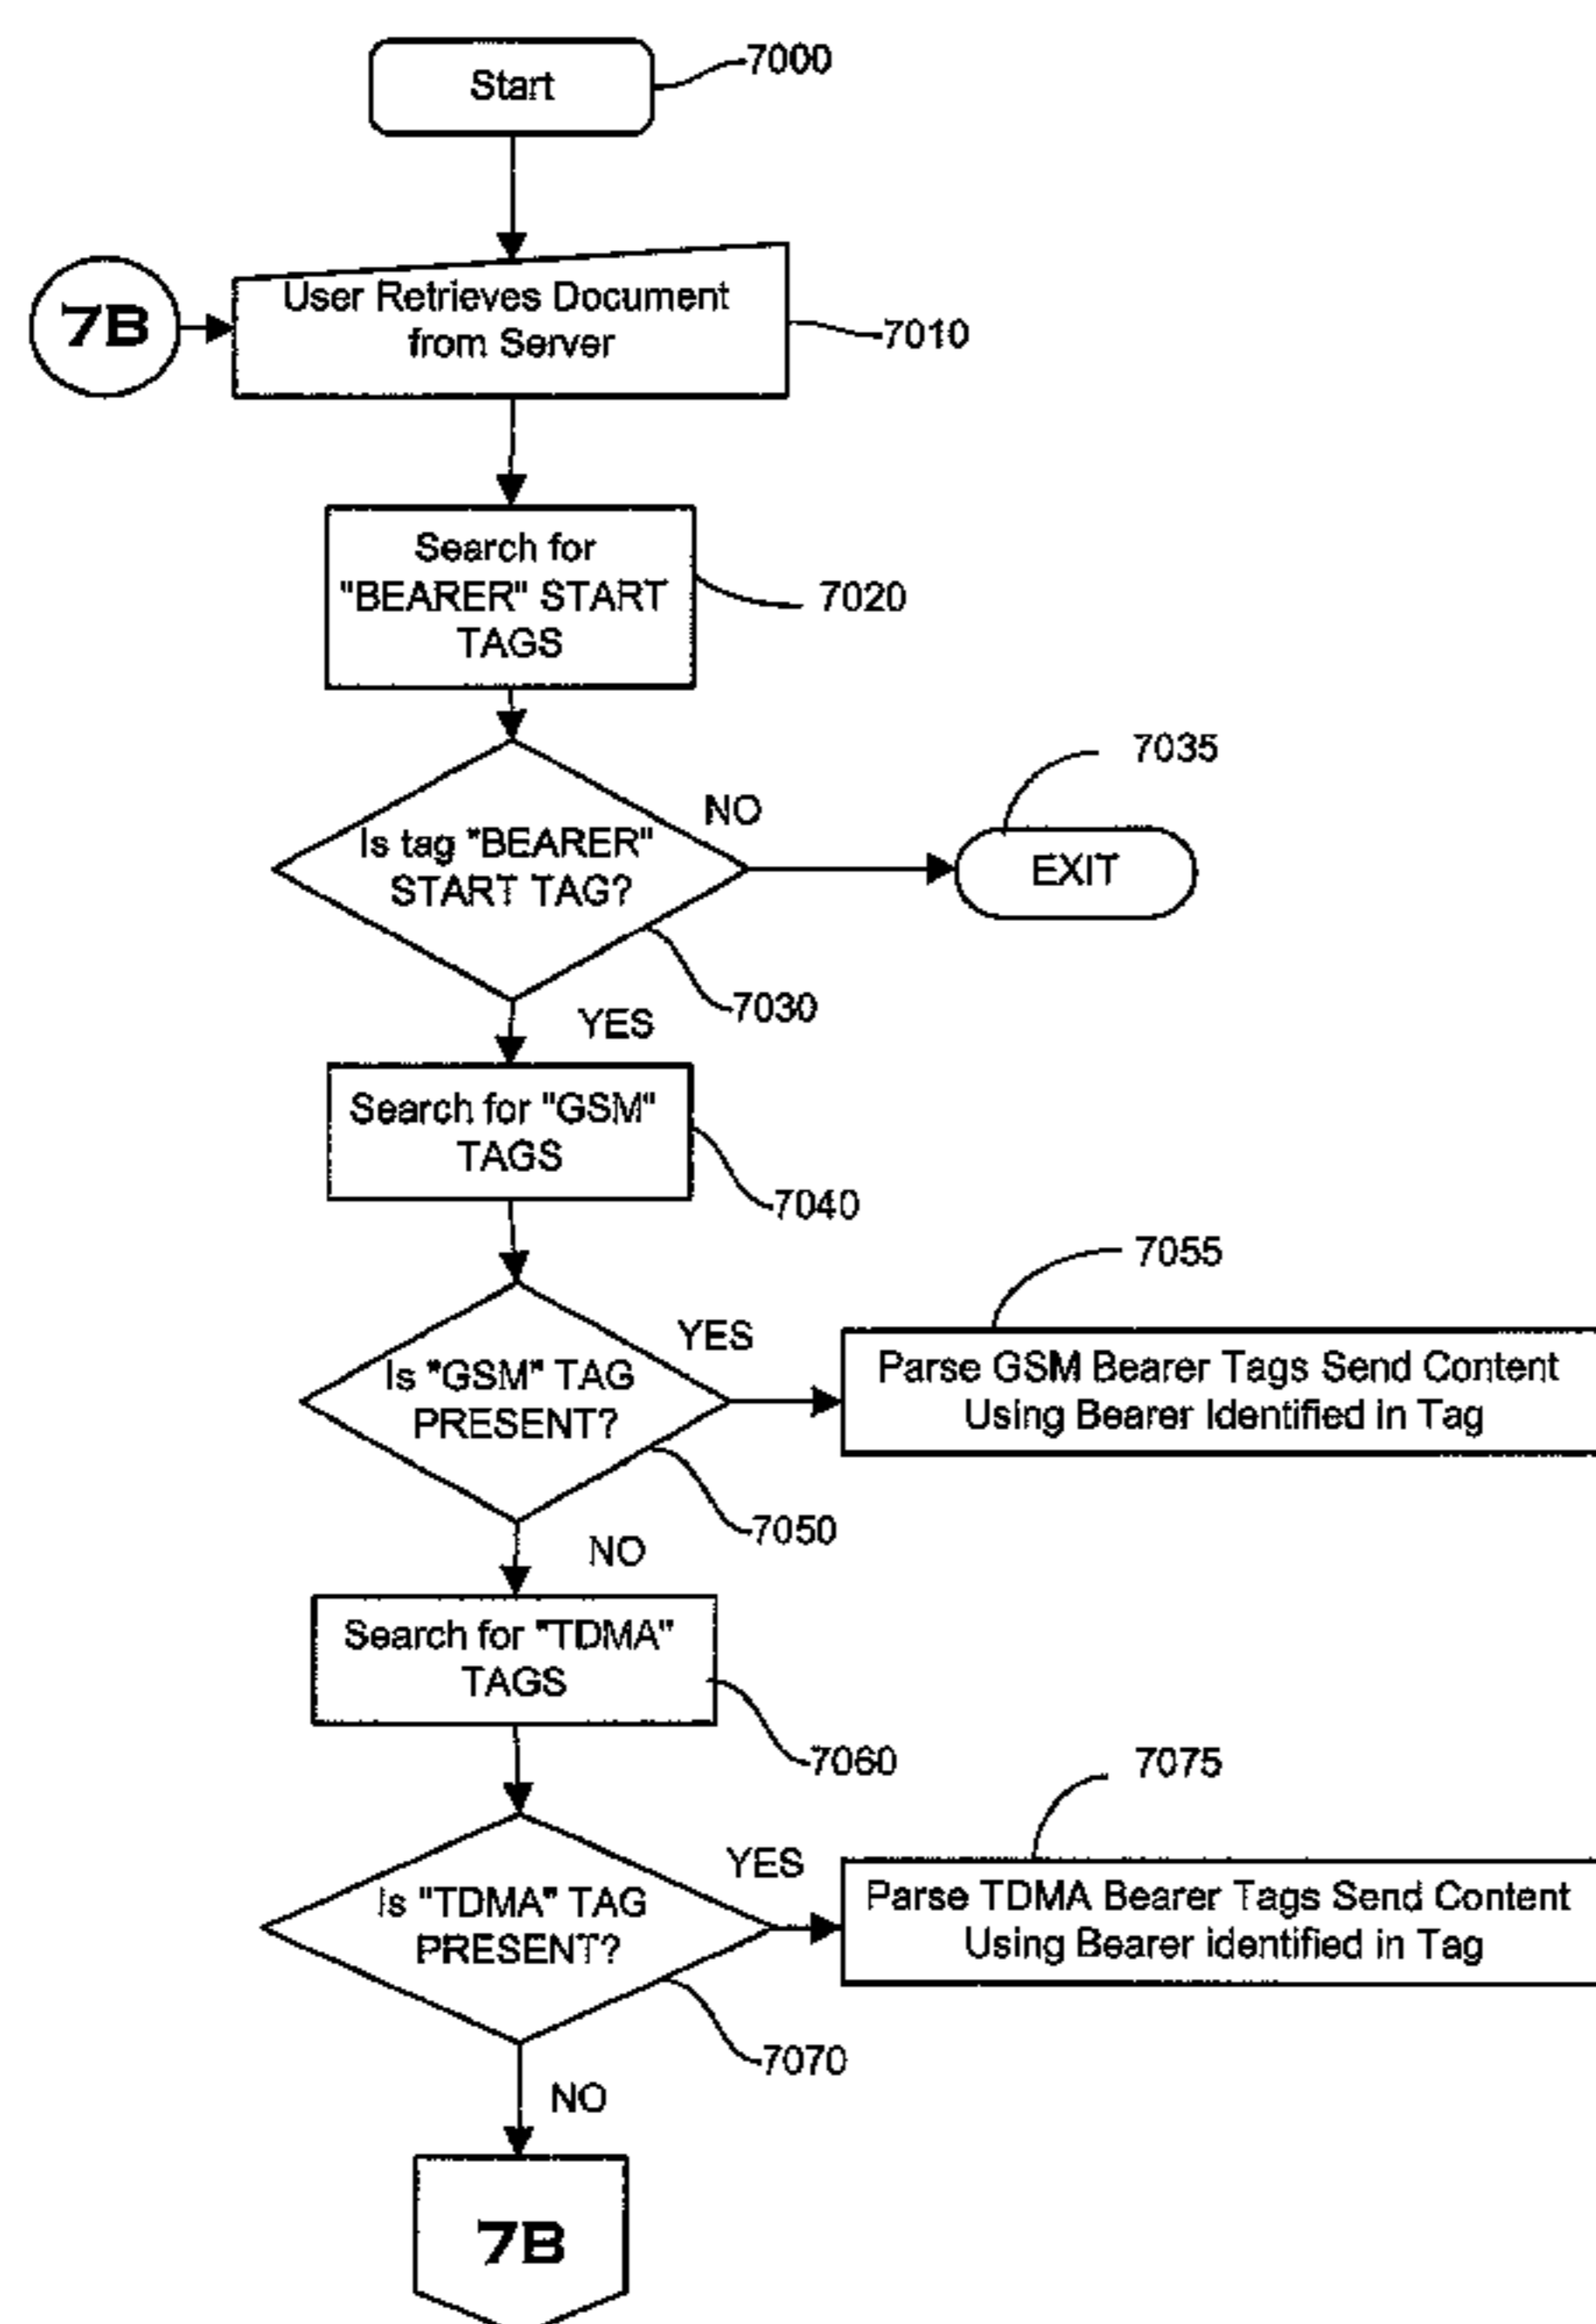 Start
7000
7B
User Retrieves Document
from Server
7010
Search for
"BEARER" START
TAGS
7020
Is tag "BEARER"
START TAG?
NO
7035
EXIT
7030
YES
Search for "GSM"
TAGS
7040
Is "GSM" TAG
PRESENT?
YES
7055
Parse GSM Bearer Tags Send Content
Using Bearer Identified in Tag
7050
NO
Search for "TDMA"
TAGS
7060
Is "TDMA" TAG
PRESENT?
YES
7075
Parse TDMA Bearer Tags Send Content
Using Bearer identified in Tag
7070
NO
7B